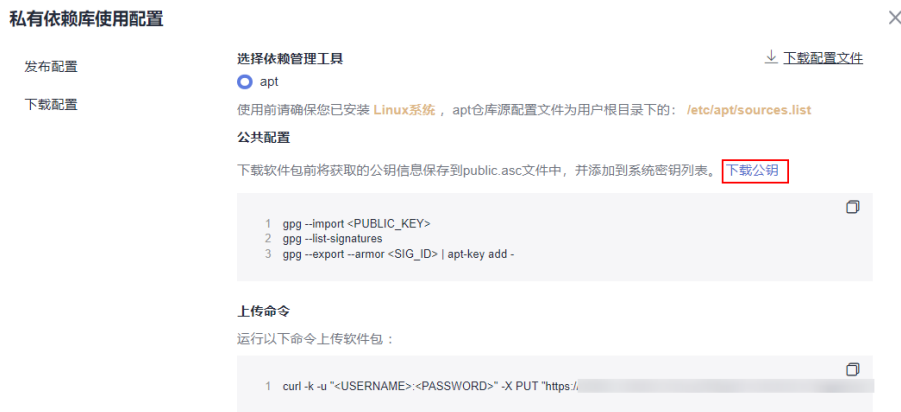 私有依赖库使用配置
发布配置
下载配置
选择依赖管理工具
下载配置文件
apt
使用前请确保您已安装 Linux系统 ，apt仓库源配置文件为用户根目录下的： /etc/apt/sources.list
公共配置
下载软件包前将获取的公钥信息保存到public.asc文件中，并添加到系统密钥列表。 下载公钥
1 gpg --import <PUBLIC_KEY>
2 gpg --list-signatures
3 gpg --export --armor <SIG_ID> | apt-key add -
上传命令
运行以下命令上传软件包：
1 curl -k -u "<USERNAME>:<PASSWORD>" -X PUT "https:/